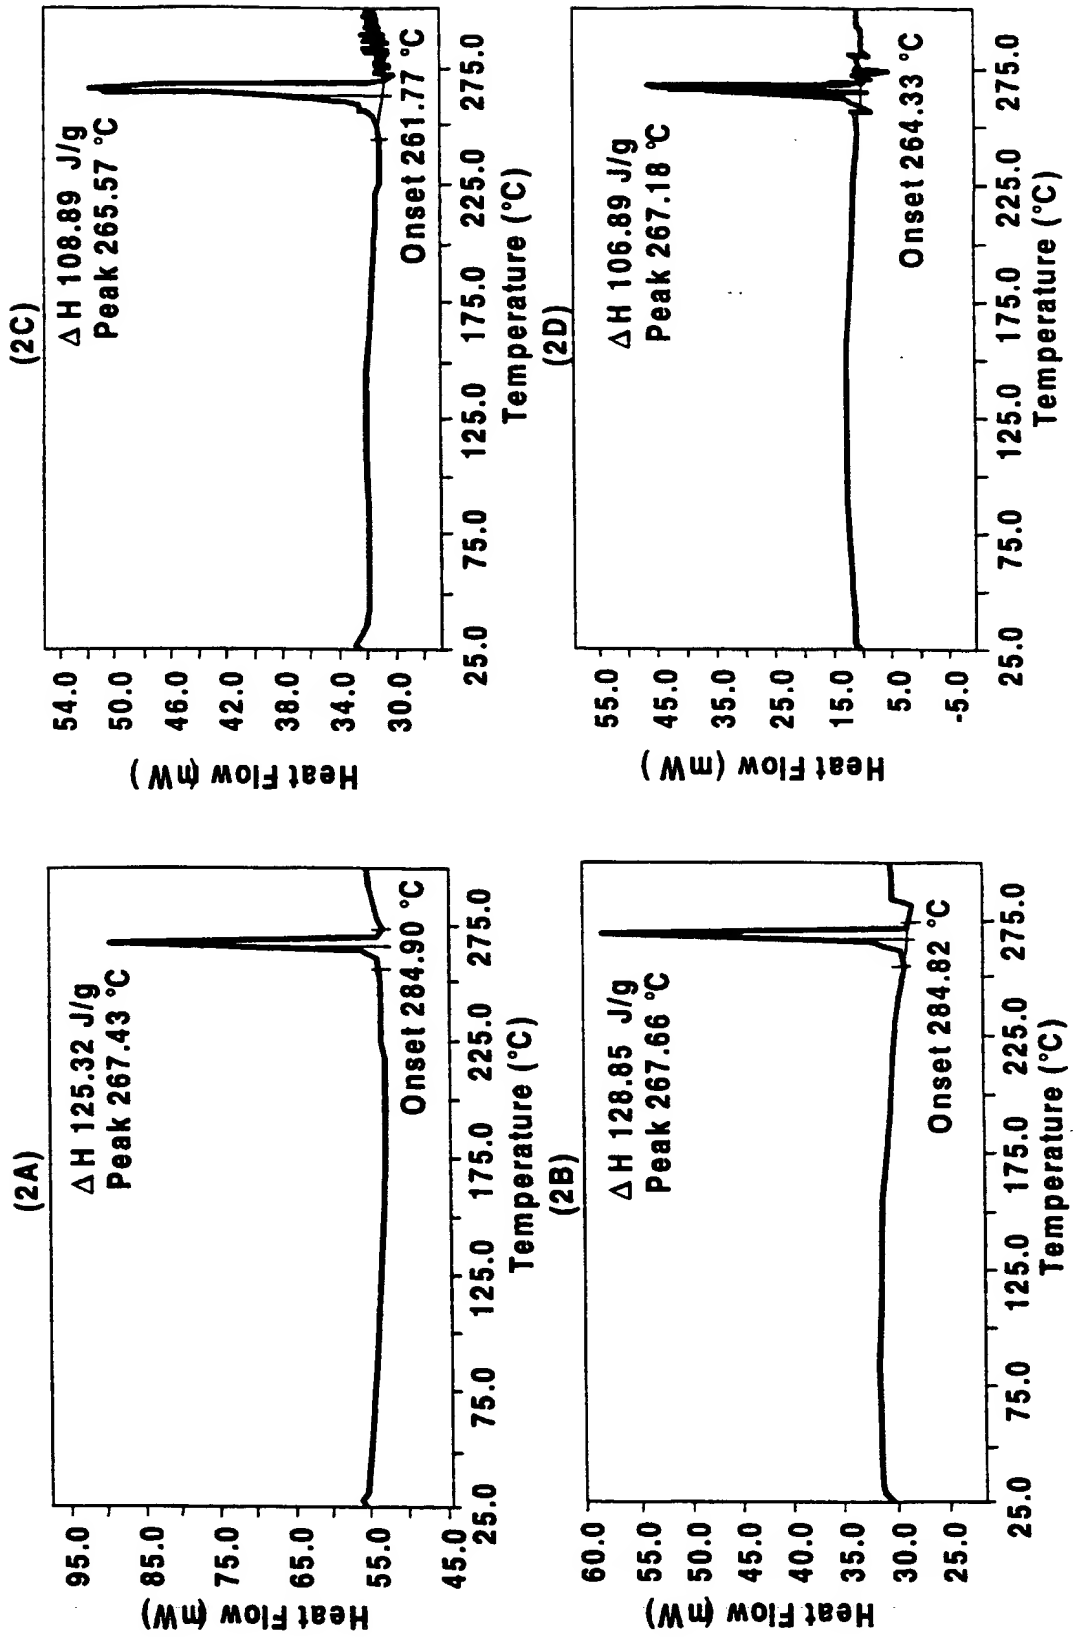 (2A)
Δ H 125.32 J/g
Peak 267.43 °C
Onset 284.90 °C
95.0
85.0
75.0
65.0
55.0
45.0
Heat Flow (mW)
25.0 75.0 125.0 175.0 225.0 275.0
Temperature (°C)
(2C)
Δ H 108.89 J/g
Peak 265.57 °C
Onset 261.77 °C
54.0
50.0
46.0
42.0
38.0
34.0
30.0
Heat Flow (mW)
25.0 75.0 125.0 175.0 225.0 275.0
Temperature (°C)
(2B)
Δ H 128.85 J/g
Peak 267.66 °C
Onset 284.82 °C
60.0
55.0
50.0
45.0
40.0
35.0
30.0
25.0
Heat Flow (mW)
25.0 75.0 125.0 175.0 225.0 275.0
Temperature (°C)
(2D)
Δ H 106.89 J/g
Peak 267.18 °C
Onset 264.33 °C
55.0
45.0
35.0
25.0
15.0
5.0
-5.0
Heat Flow (mW)
25.0 75.0 125.0 175.0 225.0 275.0
Temperature (°C)